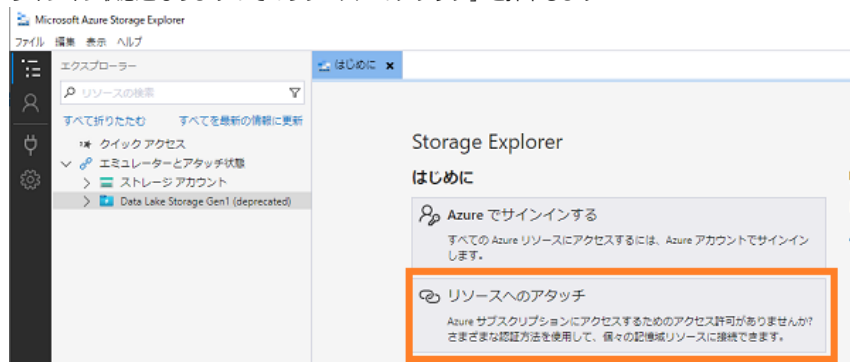 Microsoft Azure Storage Explorer
ファイル 編集 表示 ヘルプ
エクスプローラー
はじめに
リソースの検索
すべて折りたたむ すべてを最新の情報に更新
クイック アクセス
エミュレーターとアタッチ状態
ストレージ アカウント
Data Lake Storage Gen1 (deprecated)
Storage Explorer
はじめに
Azure でサインインする
すべての Azure リソースにアクセスするには、Azure アカウントでサインイン
します。
リソースへのアタッチ
Azure サブスクリプションにアクセスするためのアクセス許可がありませんか?
さまざまな認証方法を使用して、個々の記憶域リソースに接続できます。